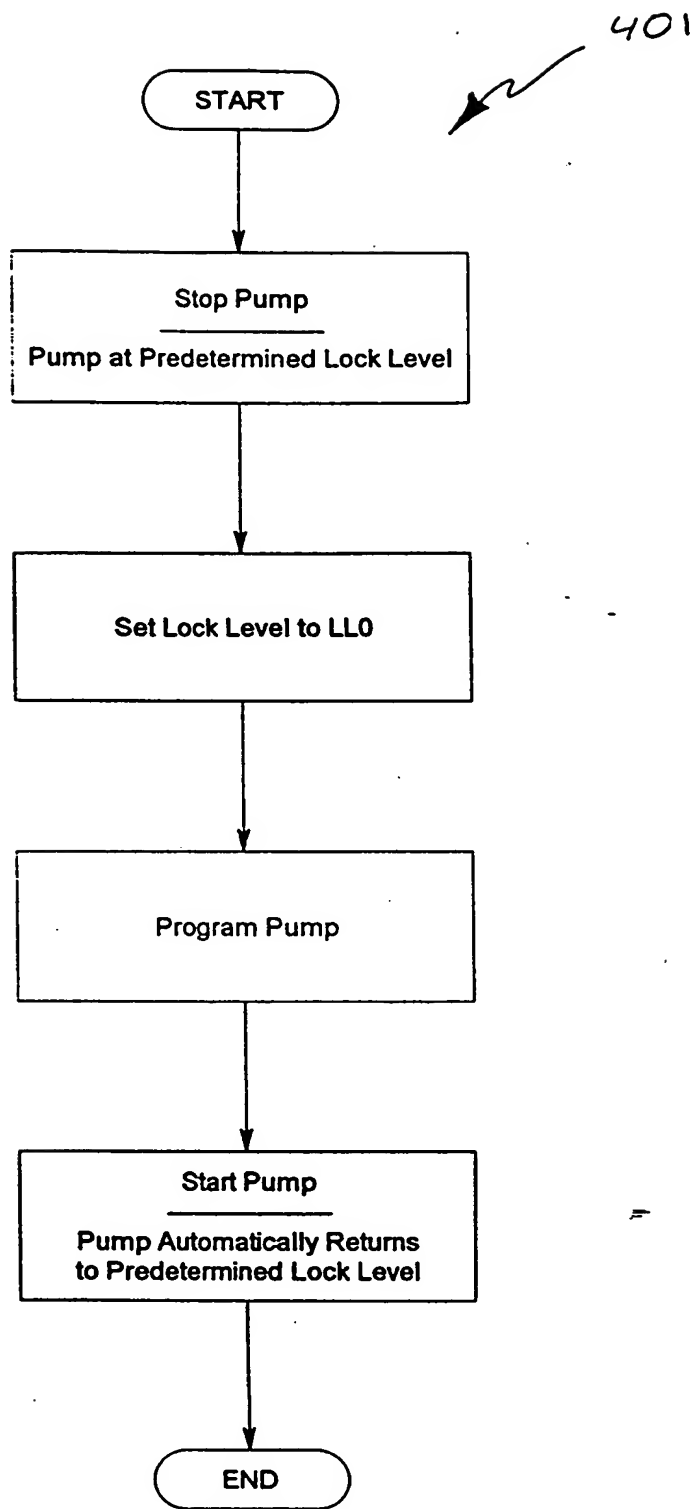 401
START
Stop Pump
Pump at Predetermined Lock Level
Set Lock Level to LL0
Program Pump
Start Pump
Pump Automatically Returns
to Predetermined Lock Level
END